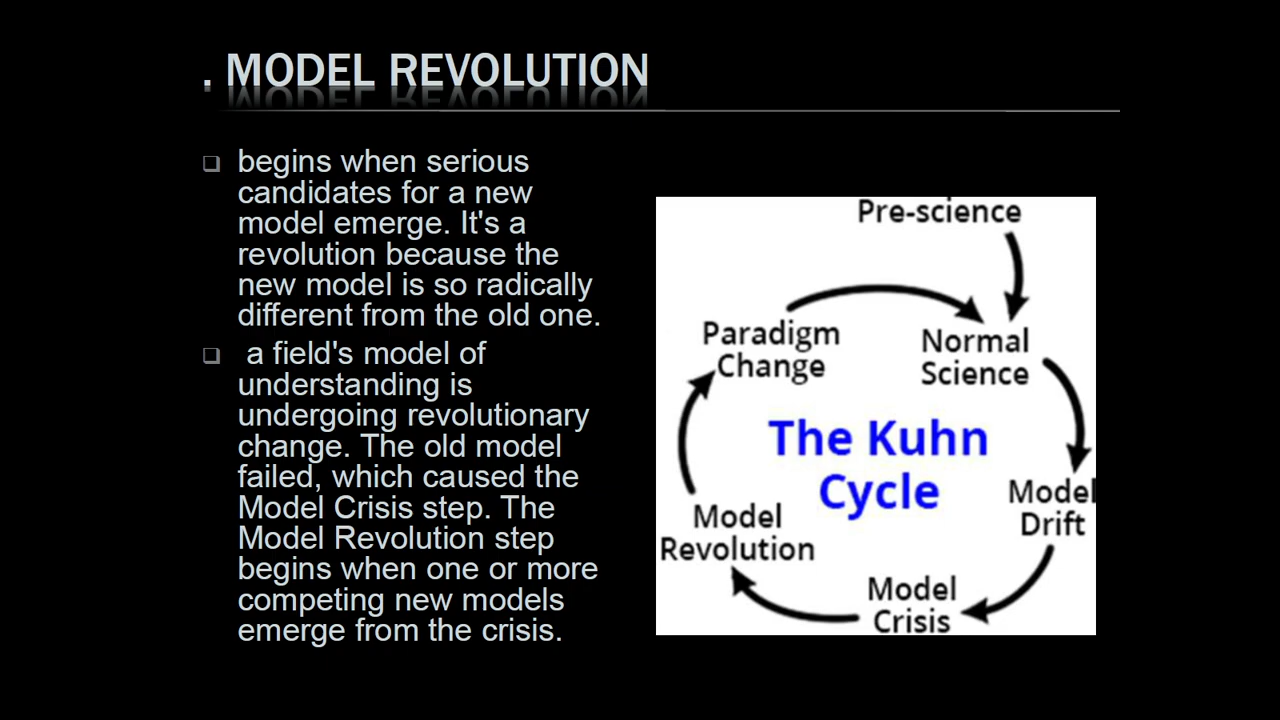 . MODEL REVOLUTION
❑ begins when serious
candidates for a new
model emerge. It's a
revolution because the
new model is so radically
different from the old one.
❑ a field's model of
understanding is
undergoing revolutionary
change. The old model
failed, which caused the
Model Crisis step. The
Model Revolution step
begins when one or more
competing new models
emerge from the crisis.
Pre-science
Normal
Science
Model
Drift
Model
Crisis
Model
Revolution
Paradigm
Change
The Kuhn
Cycle